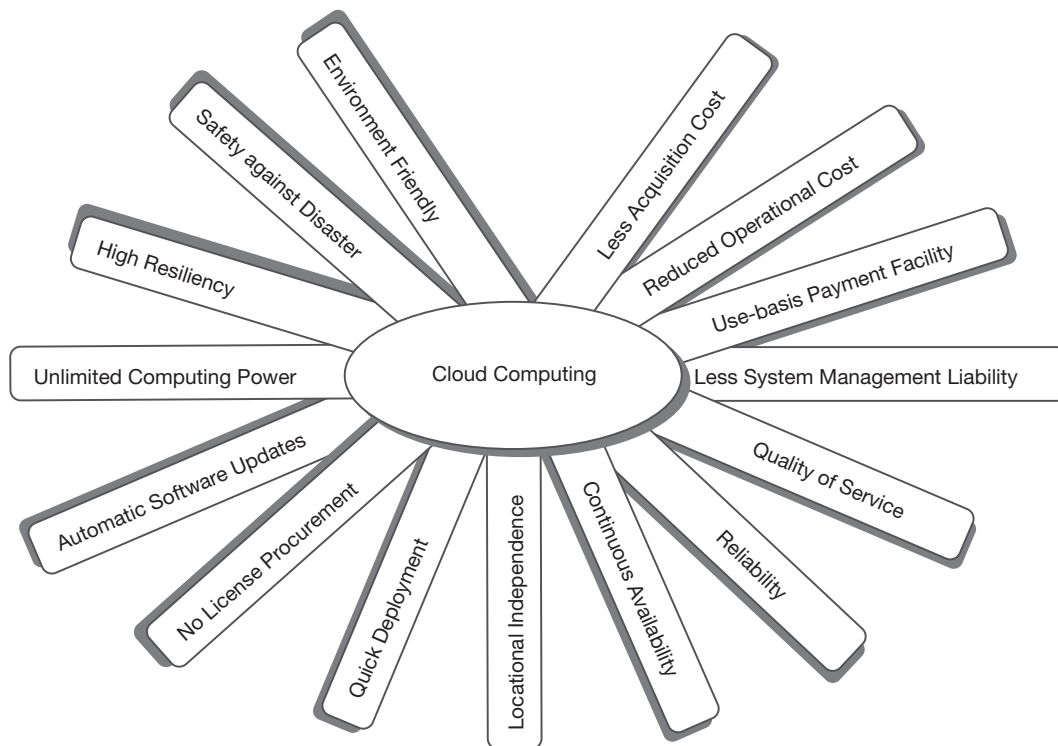 Cloud Computing
Less Acquisition Cost
Reduced Operational Cost
Use-basis Payment Facility
Less System Management Liability
Quality of Service
Reliability
Continuous Availability
Locational Independence
Quick Deployment
No License Procurement
Automatic Software Updates
Unlimited Computing Power
High Resiliency
Safety against Disaster
Environment Friendly